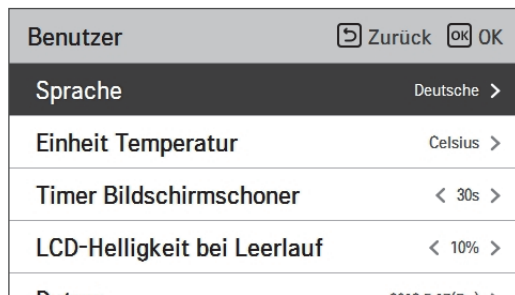 Benutzer Zurück OK OK
Sprache Deutsche >
Einheit Temperatur Celsius >
Timer Bildschirmschoner < 30s >
LCD-Helligkeit bei Leerlauf < 10% >